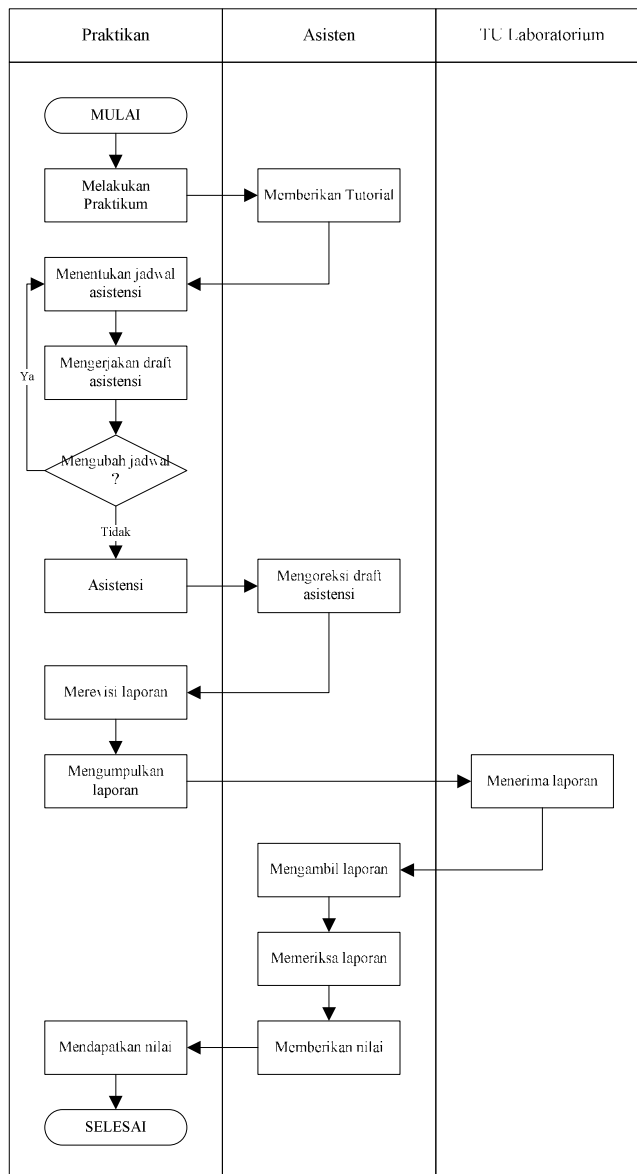 Praktikan
Asisten
TU Laboratorium
MULAI
Melakukan
Praktikum
Memberikan Tutorial
Menentukan jadwal
asistensi
Mengerjakan draft
asistensi
Ya
Mengubah jadwal
?
Tidak
Asistensi
Mengoreksi draft
asistensi
Merevisi laporan
Mengumpulkan
laporan
Menerima laporan
Mengambil laporan
Memeriksa laporan
Mendapatkan nilai
Memberikan nilai
SELESAI